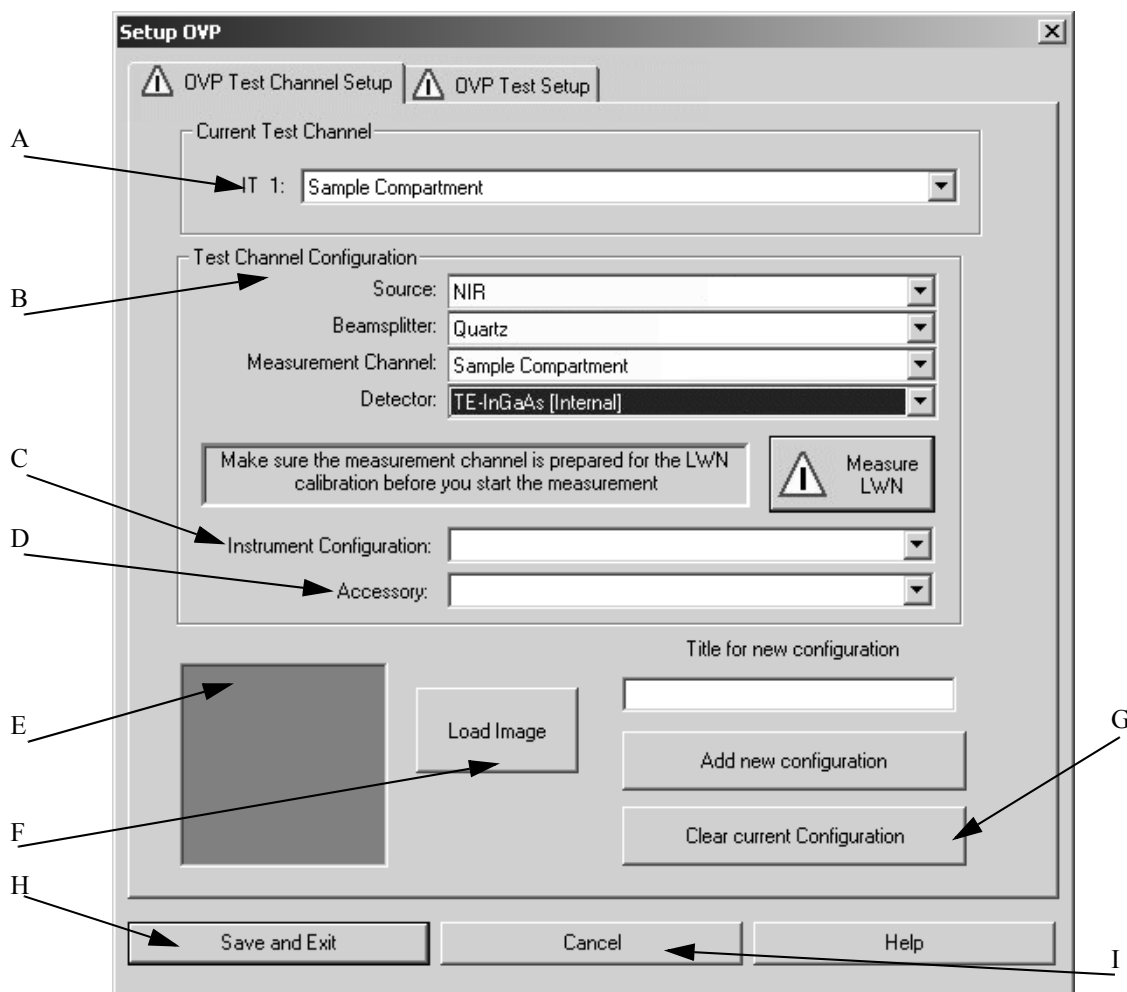 Setup OVP
OVP Test Channel Setup
OVP Test Setup
A
Current Test Channel
IT 1: Sample Compartment
B
Test Channel Configuration
Source: NIR
Beamsplitter: Quartz
Measurement Channel: Sample Compartment
Detector: TE-InGaAs [Internal]
C
Make sure the measurement channel is prepared for the LWN
calibration before you start the measurement
Measure
LWN
D
Instrument Configuration:
Accessory:
Title for new configuration
E
Load Image
G
Add new configuration
F
Clear current Configuration
H
Save and Exit
Cancel
Help
I